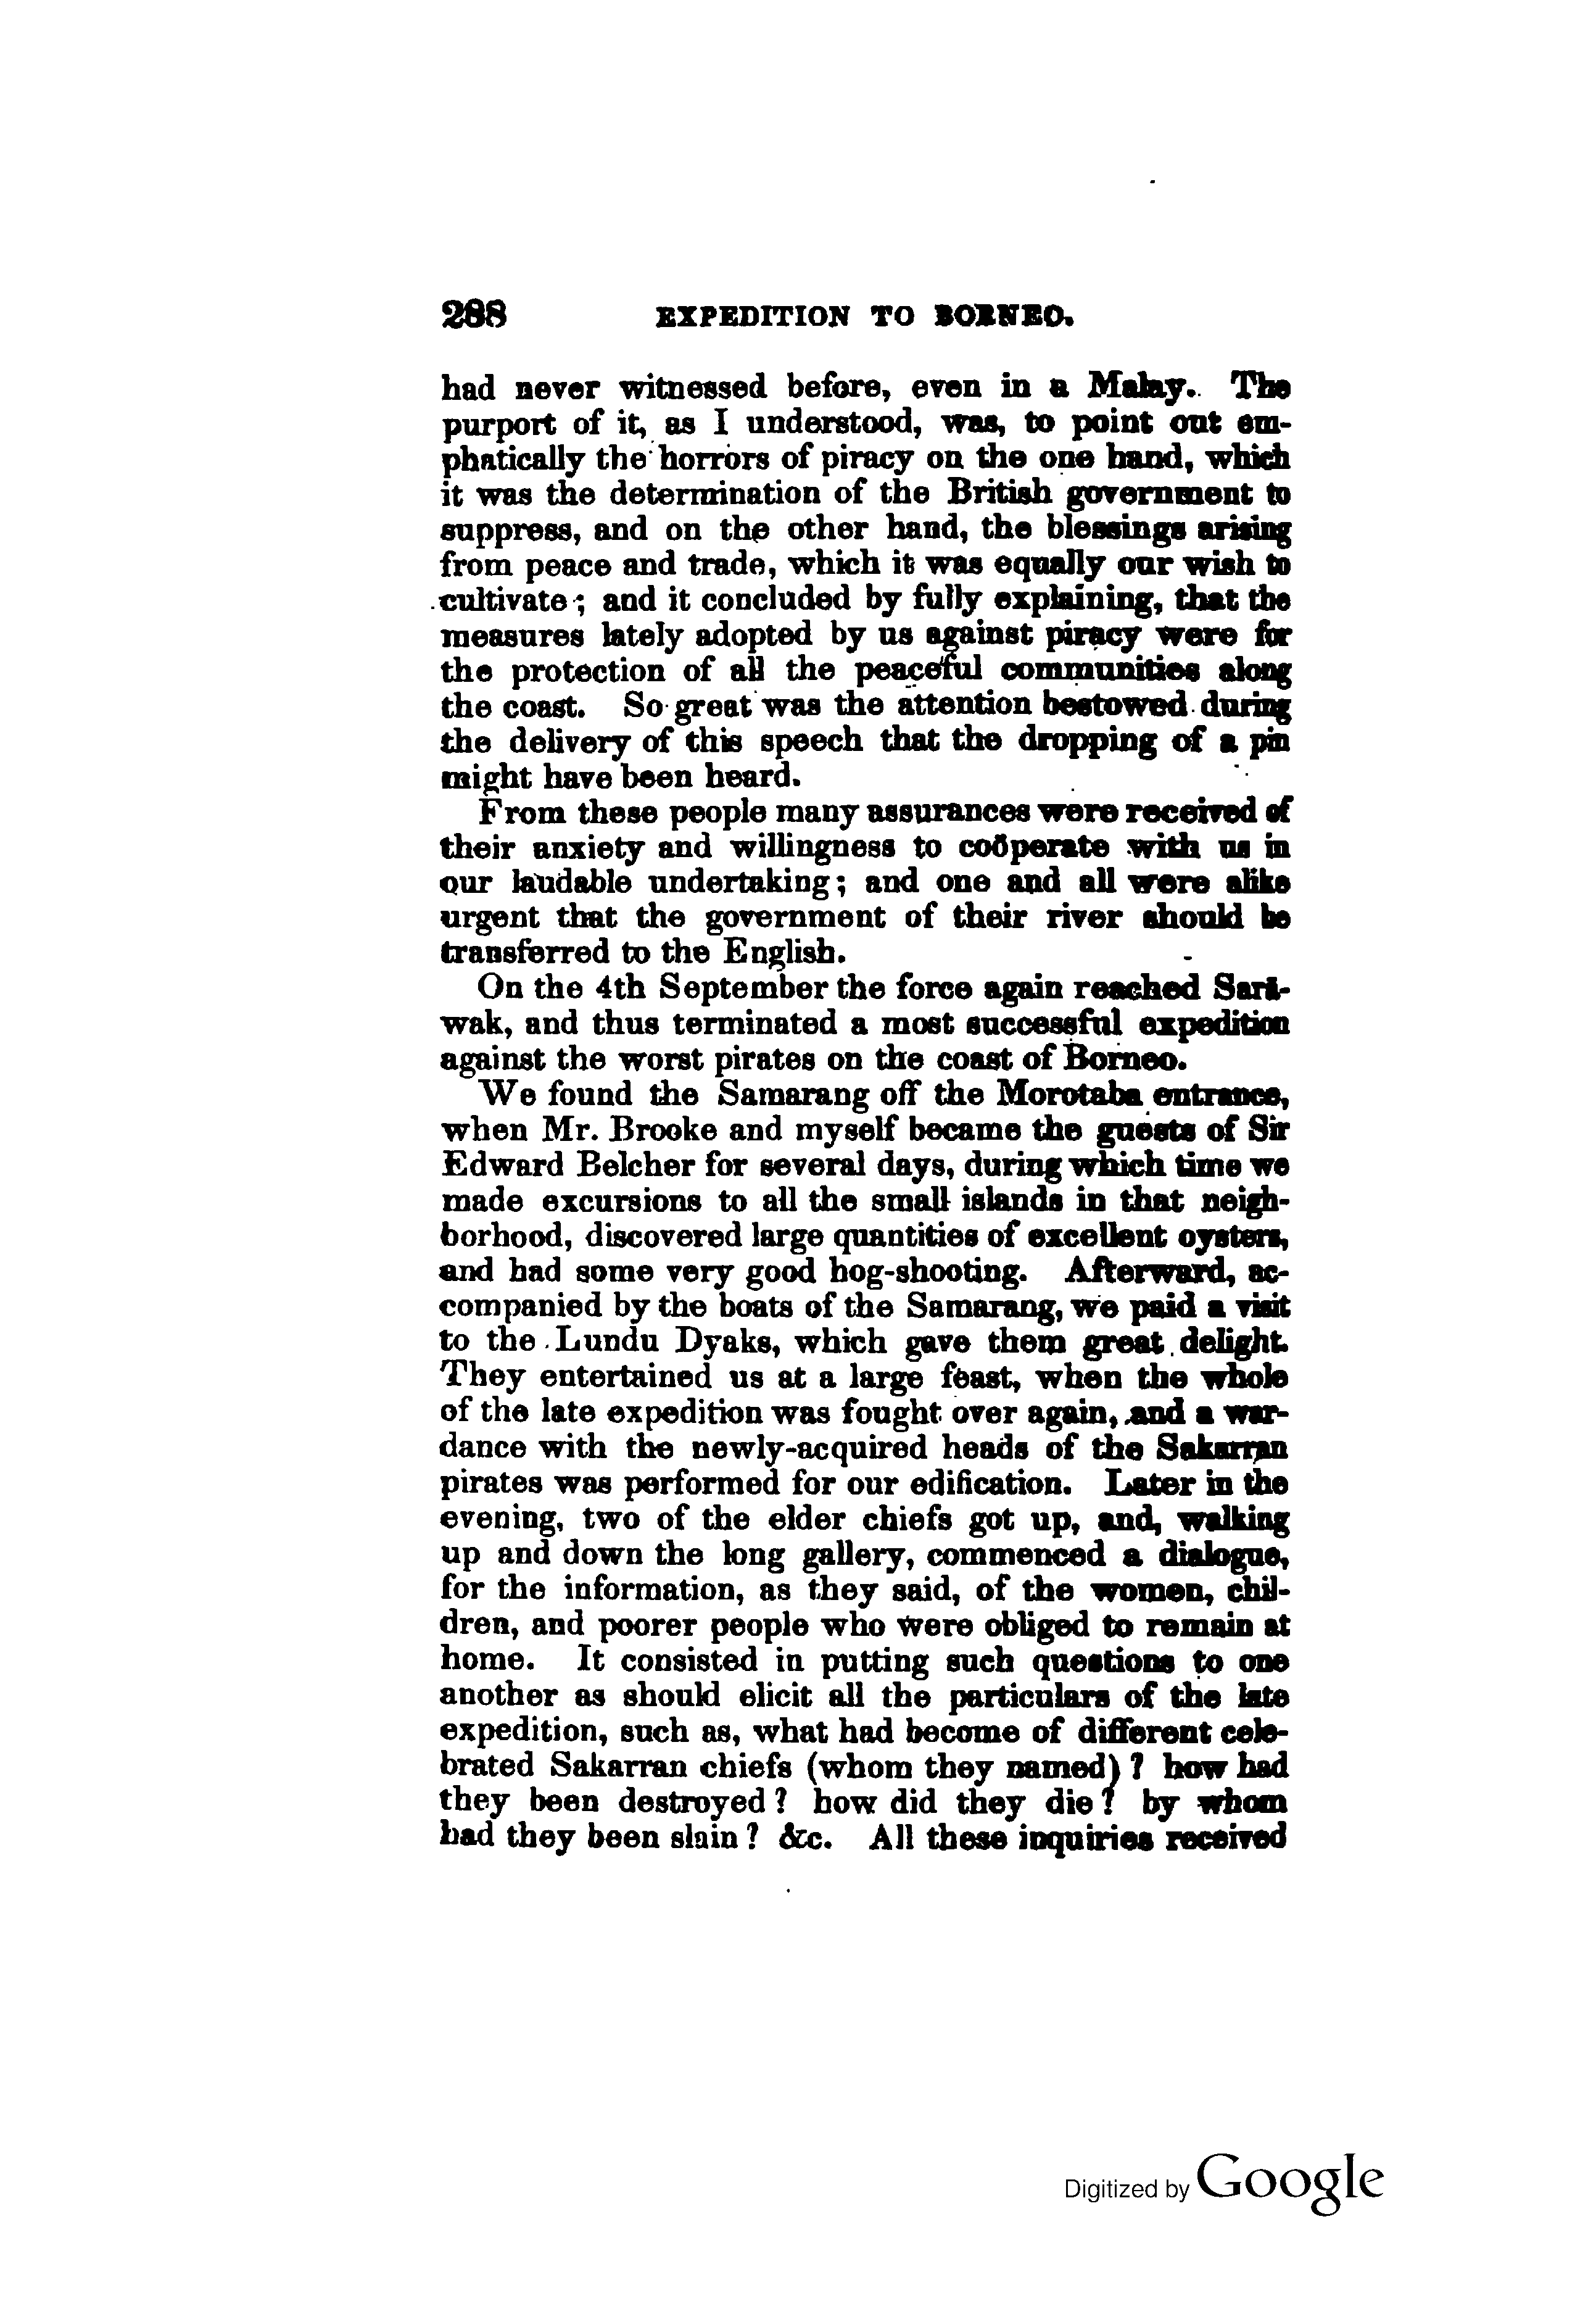 288 EXPEDITION TO BORNEO.
had never witnessed before, even in a Malay. The
purport of it, as I understood, was, to point out em-
phatically the horrors of piracy on the one hand, which
it was the determination of the British government to
suppress, and on the other hand, the blessings arising
from peace and trade, which it was equally our wish to
cultivate; and it concluded by fully explaining, that the
measures lately adopted by us against piracy were for
the protection of all the peaceful communities along
the coast. So great was the attention bestowed during
the delivery of this speech that the dropping of a pin
might have been heard.
From these people many assurances were received of
their anxiety and willingness to coöperate with us in
our laudable undertaking; and one and all were alike
urgent that the government of their river should be
transferred to the English.
On the 4th September the force again reached Sará-
wak, and thus terminated a most successful expedition
against the worst pirates on the coast of Borneo.
We found the Samarang off the Morotaba entrance,
when Mr. Brooke and myself became the guests of Sir
Edward Belcher for several days, during which time we
made excursions to all the small islands in that neigh-
borhood, discovered large quantities of excellent oysters,
and had some very good hog-shooting. Afterward, ac-
companied by the boats of the Samarang, we paid a visit
to the Lundu Dyaks, which gave them great delight.
They entertained us at a large feast, when the whole
of the late expedition was fought over again, and a war-
dance with the newly-acquired heads of the Sakarran
pirates was performed for our edification. Later in the
evening, two of the elder chiefs got up, and, walking
up and down the long gallery, commenced a dialogue,
for the information, as they said, of the women, chil-
dren, and poorer people who were obliged to remain at
home. It consisted in putting such questions to one
another as should elicit all the particulars of the late
expedition, such as, what had become of different cele-
brated Sakarran chiefs (whom they named)? how had
they been destroyed? how did they die? by whom
had they been slain? &c. All these inquiries received
Digitized by Google